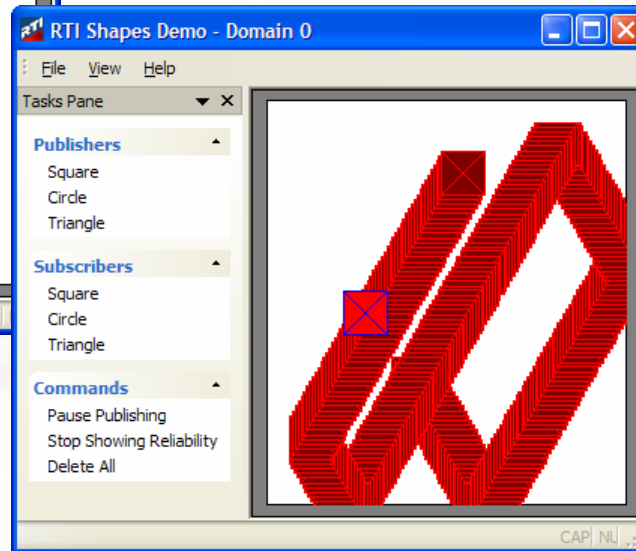 RTI RTI Shapes Demo - Domain 0
File View Help
Tasks Pane
Publishers
Square
Circle
Triangle
Subscribers
Square
Circle
Triangle
Commands
Pause Publishing
Stop Showing Reliability
Delete All
CAP NU